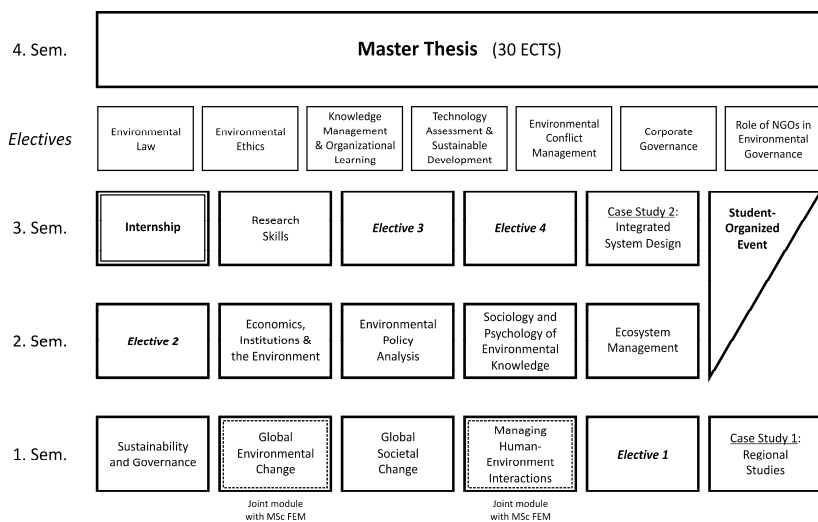 4. Sem.
Master Thesis (30 ECTS)
Electives
Environmental
Law
Environmental
Ethics
Knowledge
Management
& Organizational
Learning
Technology
Assessment &
Sustainable
Development
Environmental
Conflict
Management
Corporate
Governance
Role of NGOs in
Environmental
Governance
3. Sem.
Internship
Research
Skills
Elective 3
Elective 4
Case Study 2:
Integrated
System Design
Student-
Organized
Event
2. Sem.
Elective 2
Economics,
Institutions &
the Environment
Environmental
Policy
Analysis
Sociology and
Psychology of
Environmental
Knowledge
Ecosystem
Management
1. Sem.
Sustainability
and Governance
Global
Environmental
Change
Global
Societal
Change
Managing
Human-
Environment
Interactions
Elective 1
Case Study 1:
Regional
Studies
Joint module
with MSc FEM
Joint module
with MSc FEM